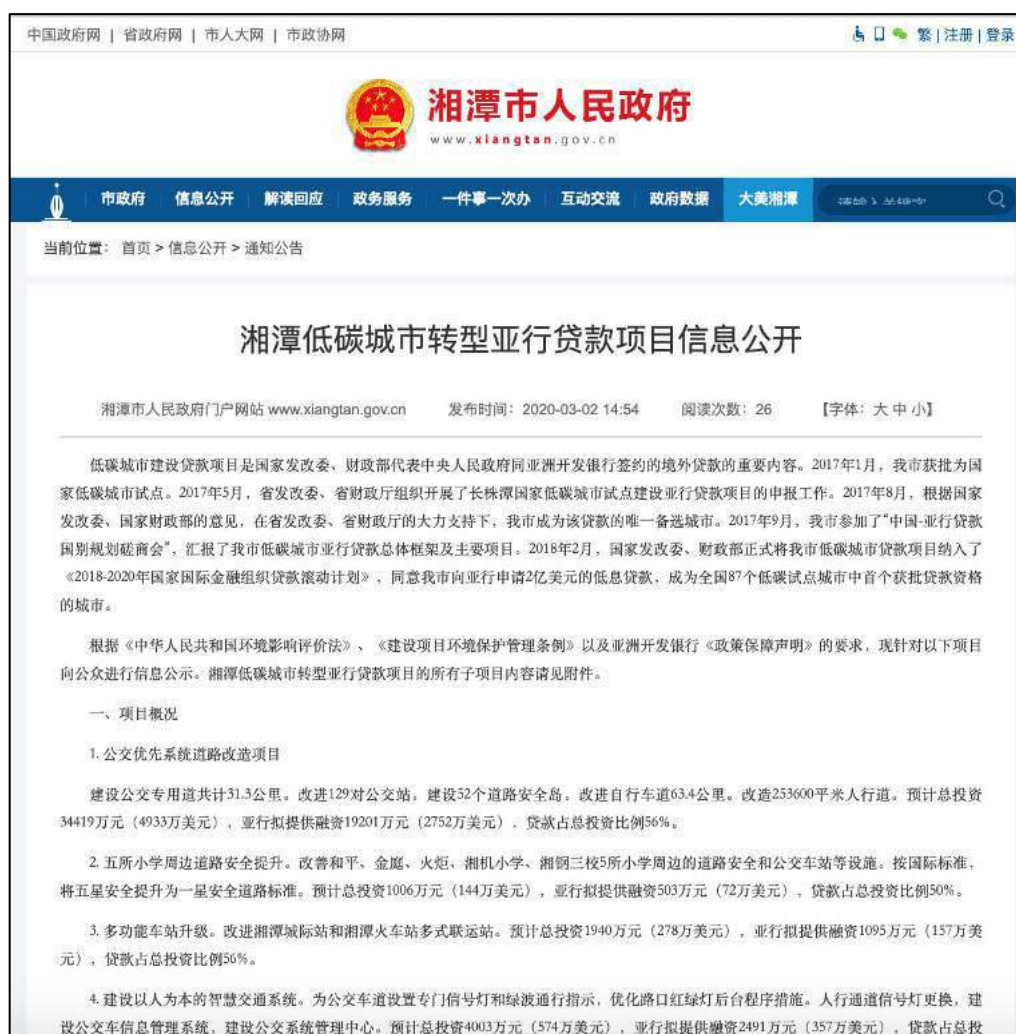 中国政府网 | 省政府网 | 市人大网 | 市政协网
繁 | 注册 | 登录
湘潭市人民政府
www.xiangtan.gov.cn
市政府 信息公开 解读回应 政务服务 一件事一次办 互动交流 政府数据 大美湘潭
当前位置： 首页 > 信息公开 > 通知公告
湘潭低碳城市转型亚行贷款项目信息公开
湘潭市人民政府门户网站 www.xiangtan.gov.cn 发布时间：2020-03-02 14:54 阅读次数：26 【字体：大 中 小】
低碳城市建设贷款项目是国家发改委、财政部代表中央人民政府同亚洲开发银行签约的境外贷款的重要内容。2017年1月，我市获批为国
家低碳城市试点。2017年5月，省发改委、省财政厅组织开展了长株潭国家低碳城市试点建设亚行贷款项目的申报工作。2017年8月，根据国家
发改委、国家财政部的意见，在省发改委、省财政厅的大力支持下，我市成为该贷款的唯一备选城市。2017年9月，我市参加了“中国-亚行贷款
国别规划磋商会”，汇报了我市低碳城市亚行贷款总体框架及主要项目。2018年2月，国家发改委、财政部正式将我市低碳城市贷款项目纳入了
《2018-2020年国家国际金融组织贷款滚动计划》，同意我市向亚行申请2亿美元的低息贷款，成为全国87个低碳试点城市中首个获批贷款资格
的城市。
根据《中华人民共和国环境影响评价法》、《建设项目环境保护管理条例》以及亚洲开发银行《政策保障声明》的要求，现针对以下项目
向公众进行信息公示。湘潭低碳城市转型亚行贷款项目的所有子项目内容请见附件。
一、项目概况
1. 公交优先系统道路改造项目
建设公交专用道共计31.3公里。改进129对公交站。建设52个道路安全岛。改进自行车道63.4公里。改造253600平米人行道。预计总投资
34419万元（4933万美元），亚行拟提供融资19201万元（2752万美元），贷款占总投资比例56%。
2. 五所小学周边道路安全提升。改善和平、金庭、火炬、湘机小学、湘钢三校5所小学周边的道路安全和公交车站等设施。按国际标准，
将五星安全提升为一星安全道路标准。预计总投资1006万元（144万美元），亚行拟提供融资503万元（72万美元），贷款占总投资比例50%。
3. 多功能车站升级。改进湘潭城际站和湘潭火车站多式联运站。预计总投资1940万元（278万美元），亚行拟提供融资1095万元（157万美
元），贷款占总投资比例56%。
4. 建设以人为本的智慧交通系统。为公交车道设置专门信号灯和绿波通行指示，优化路口红绿灯后台程序措施。人行通道信号灯更换，建
设公交车信息管理系统，建设公交系统管理中心。预计总投资4003万元（574万美元），亚行拟提供融资2491万元（357万美元），贷款占总投